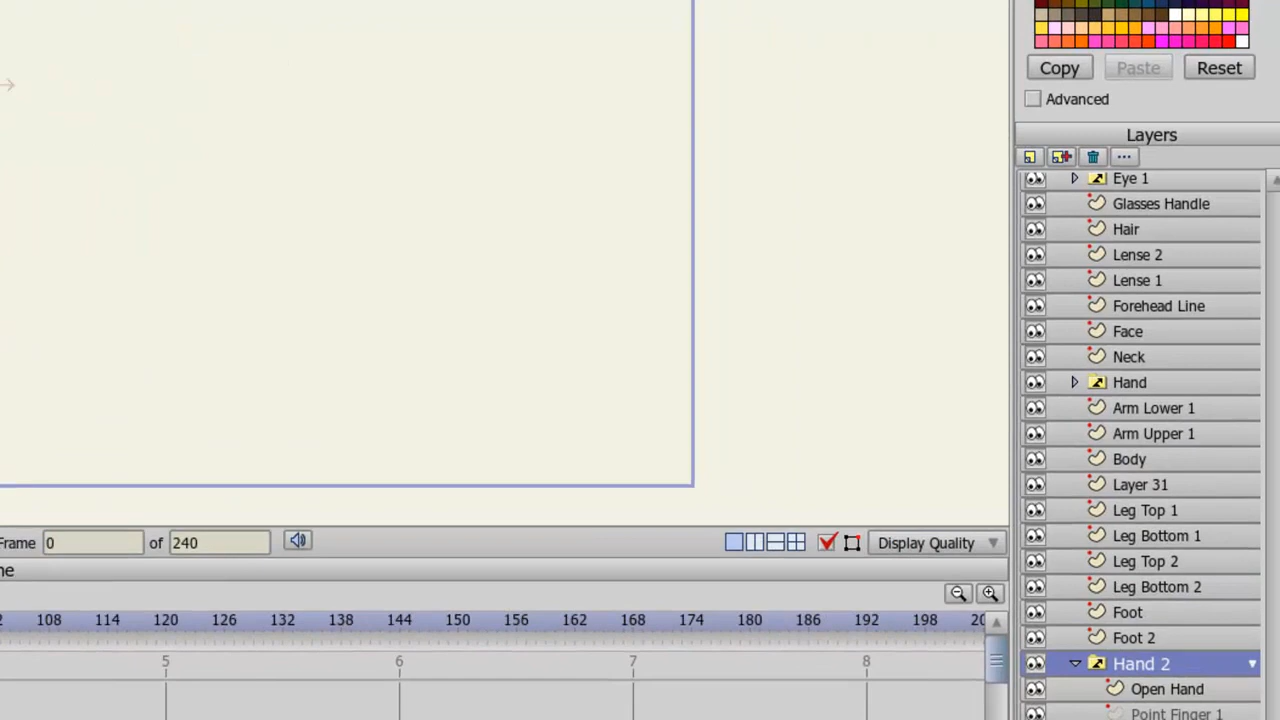 Copy Paste Reset
Advanced
Layers
Eye 1
Glasses Handle
Hair
Lense 2
Lense 1
Forehead Line
Face
Neck
Hand
Arm Lower 1
Arm Upper 1
Body
Layer 31
Leg Top 1
Leg Bottom 1
Leg Top 2
Leg Bottom 2
Foot
Foot 2
Hand 2
Open Hand
Point Finger 1
Frame 0 of 240
Display Quality
108 114 120 126 132 138 144 150 156 162 168 174 180 186 192 198
5 6 7 8